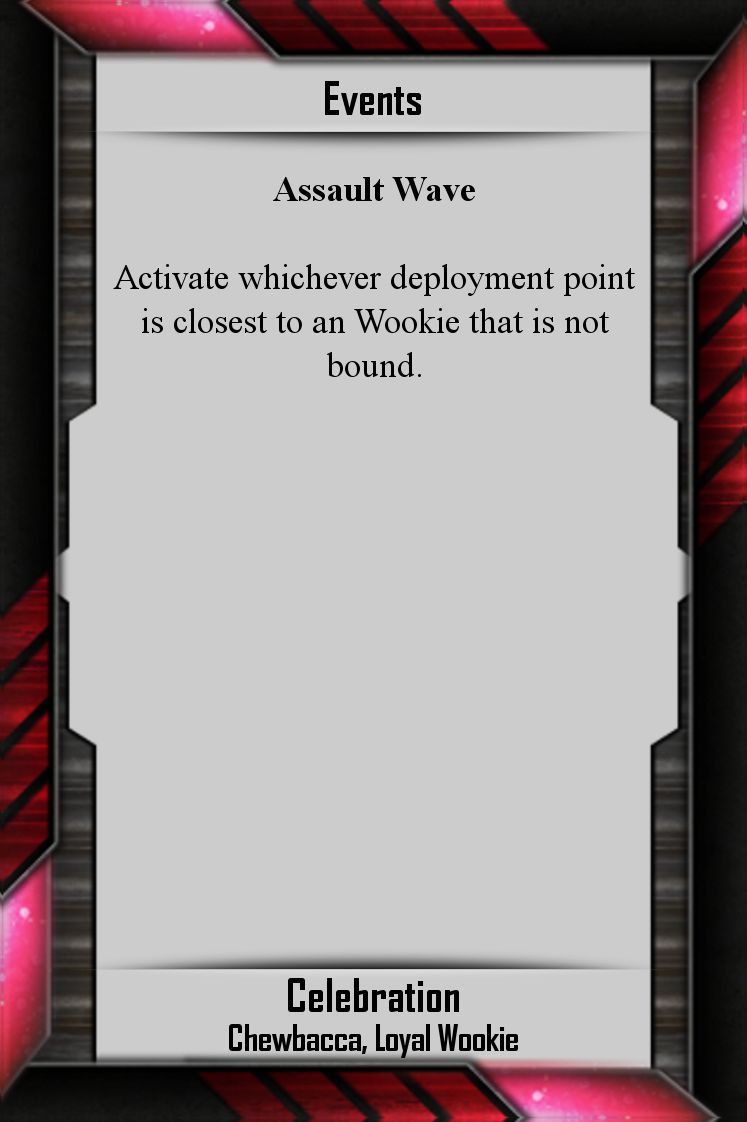 Events
Assault Wave
Activate whichever deployment point
is closest to an Wookie that is not
bound.
Celebration
Chewbacca, Loyal Wookie